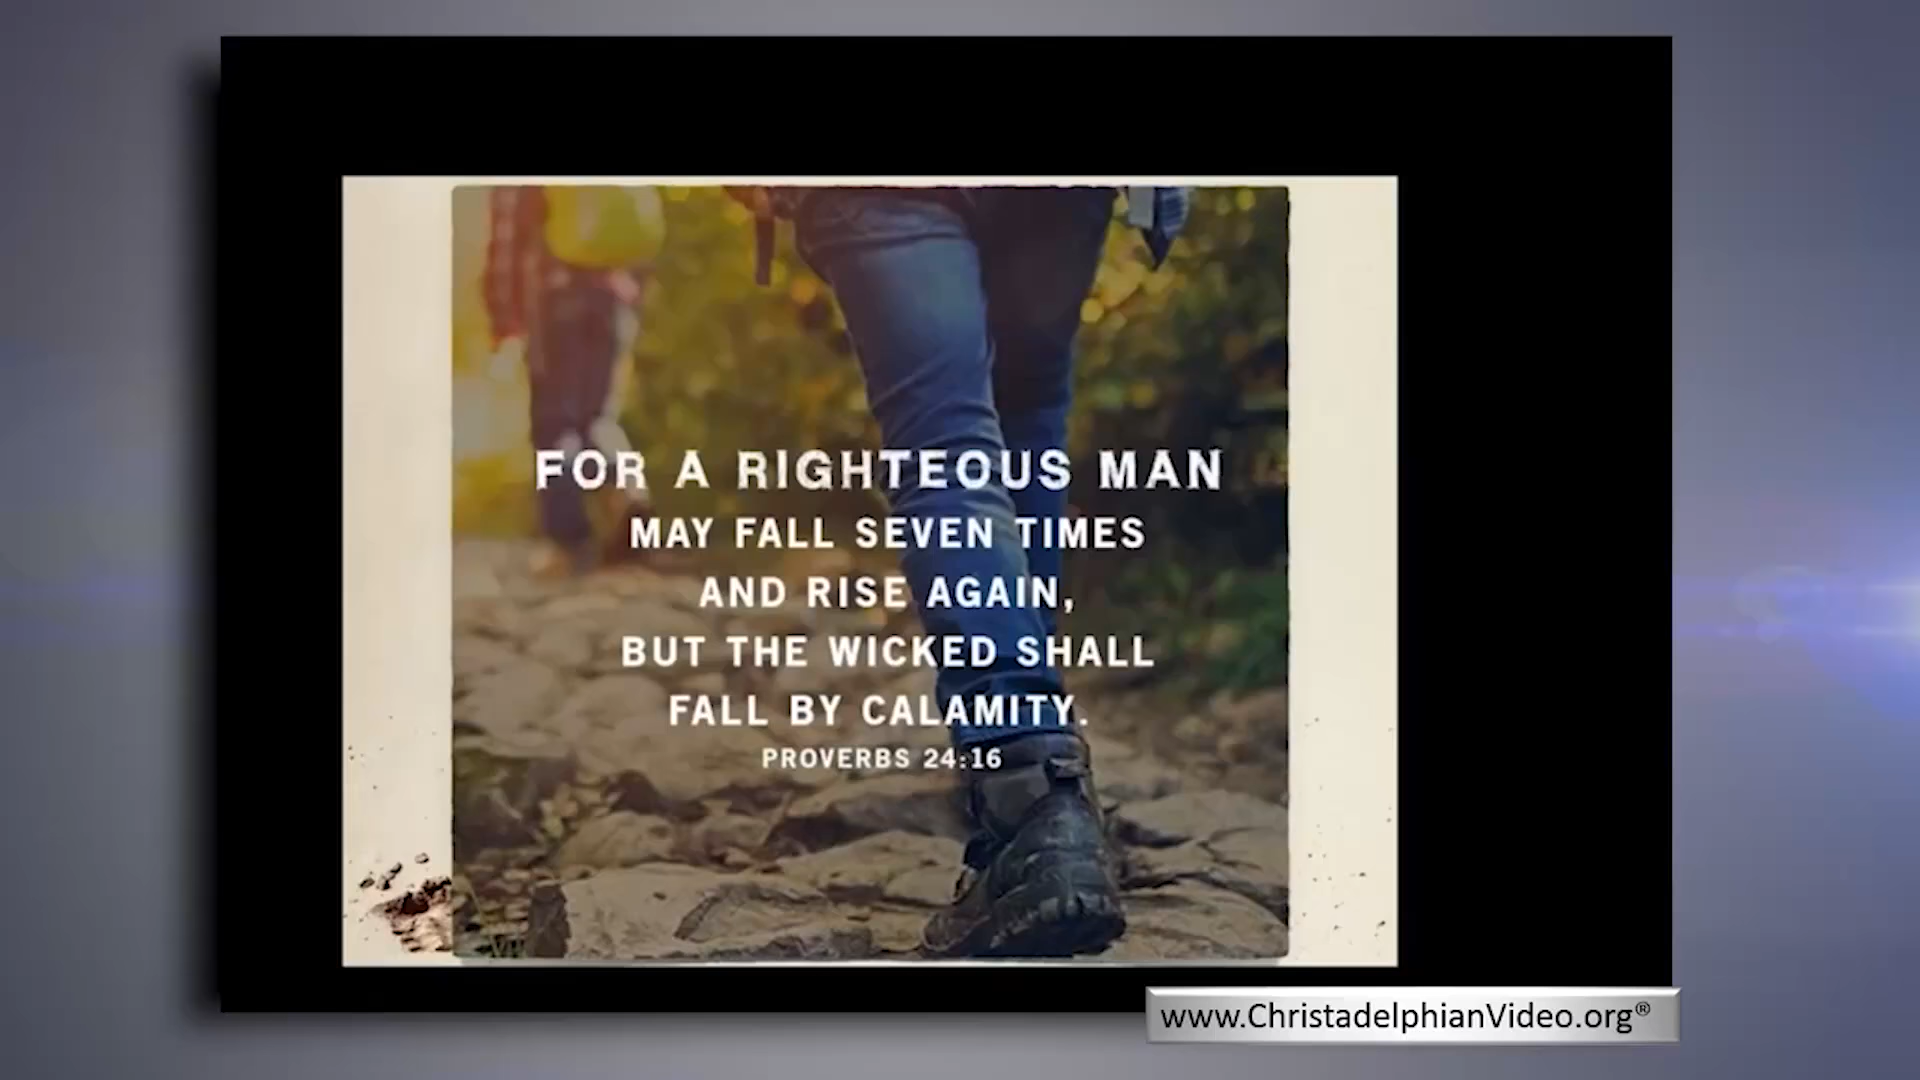 FOR A RIGHTEOUS MAN
MAY FALL SEVEN TIMES
AND RISE AGAIN,
BUT THE WICKED SHALL
FALL BY CALAMITY.
PROVERBS 24:16
www.ChristadelphianVideo.org®